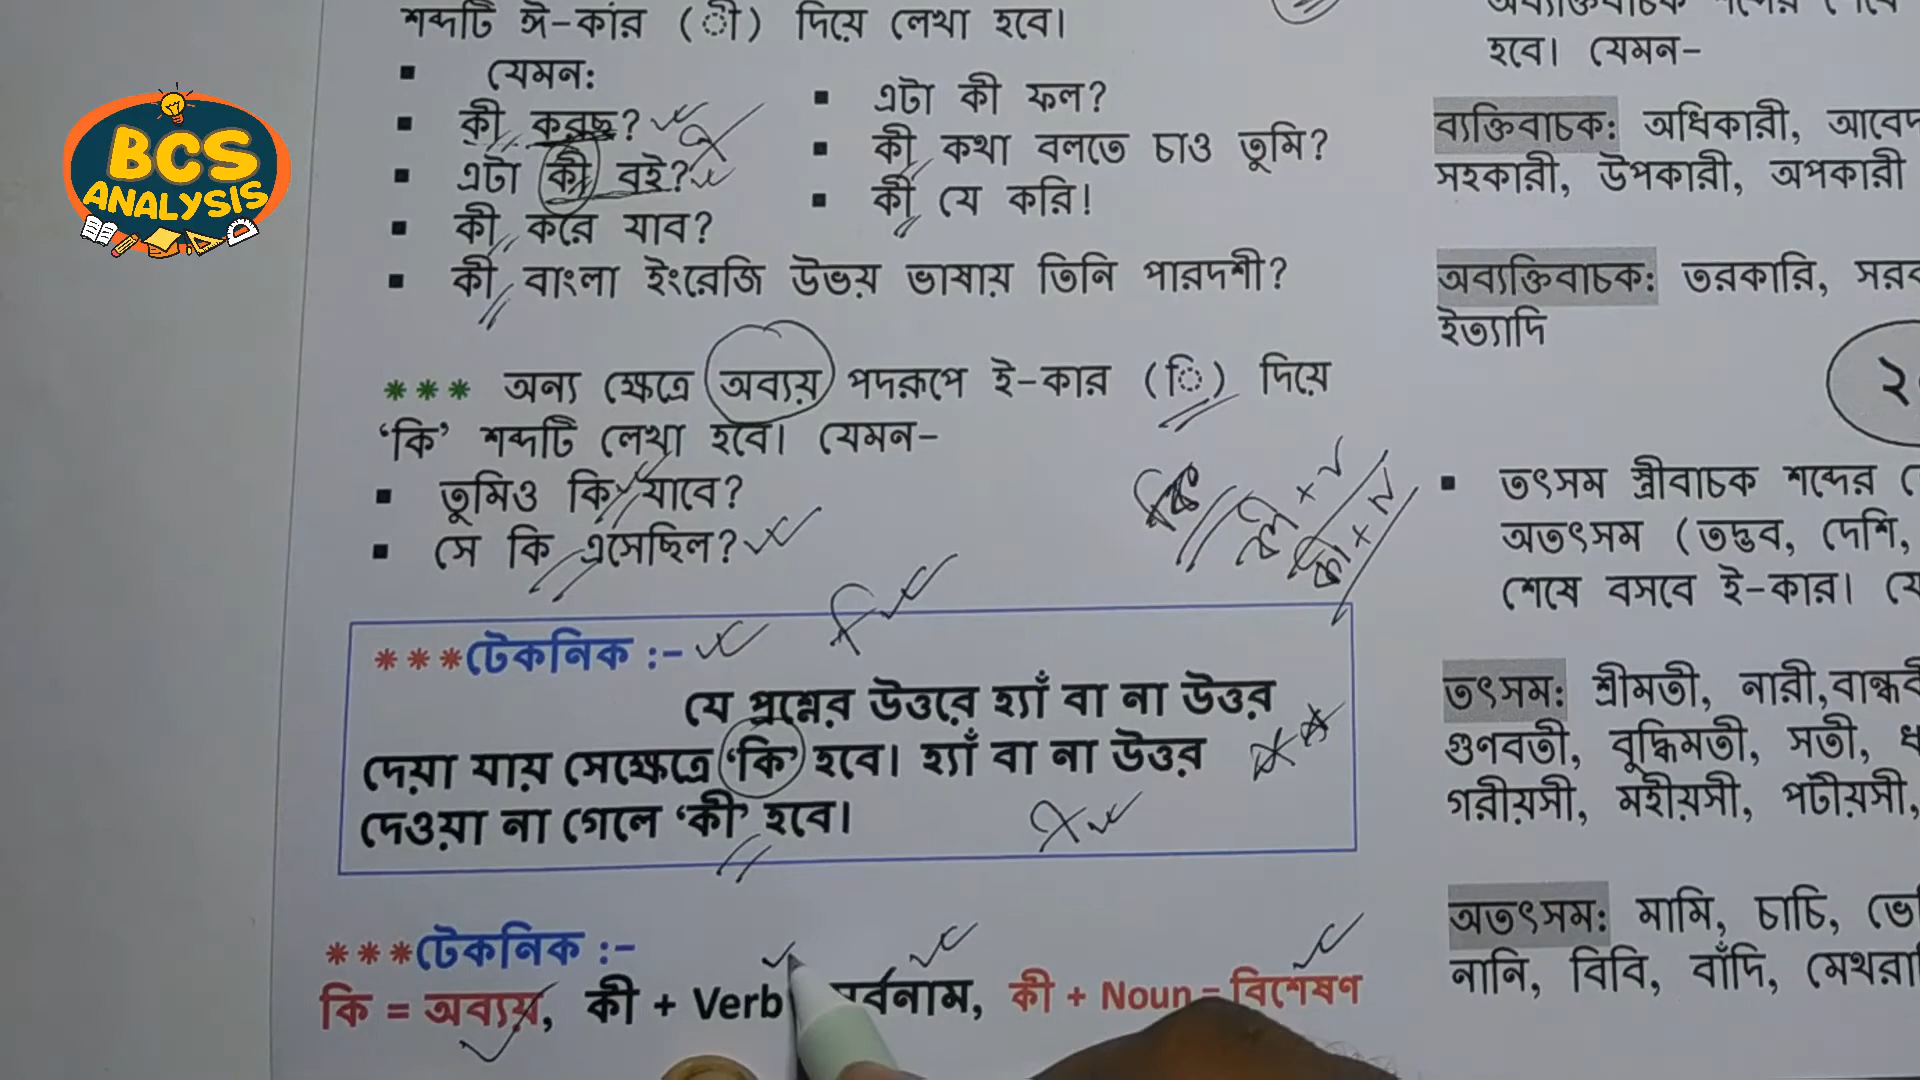 BCS
ANALYSIS
শব্দটি ঈ-কার (ী) দিয়ে লেখা হবে।
▪ যেমন:
▪ কী করছ?
▪ এটা কী বই?
▪ কী করে যাব?
▪ এটা কী ফল?
▪ কী কথা বলতে চাও তুমি?
▪ কী যে করি!
▪ কী বাংলা ইংরেজি উভয় ভাষায় তিনি পারদর্শী?
*** অন্য ক্ষেত্রে অব্যয় পদরূপে ই-কার (ি) দিয়ে
‘কি’ শব্দটি লেখা হবে। যেমন-
▪ তুমিও কি যাবে?
▪ সে কি এসেছিল?
কী + v
কী + N
***টেকনিক :-
যে প্রশ্নের উত্তরে হ্যাঁ বা না উত্তর
দেয়া যায় সেক্ষেত্রে ‘কি’ হবে। হ্যাঁ বা না উত্তর
দেওয়া না গেলে ‘কী’ হবে।
***টেকনিক :-
কি = অব্যয়, কী + Verb সর্বনাম, কী + Noun = বিশেষণ
হবে। যেমন-
ব্যক্তিবাচক: অধিকারী,
সহকারী, উপকারী, অপকারী
অব্যক্তিবাচক: তরকারি,
ইত্যাদি
▪ তৎসম স্ত্রীবাচক শব্দের
অতৎসম (তদ্ভব, দেশি,
শেষে বসবে ই-কার।
তৎসম: শ্রীমতী, নারী,
গুণবতী, বুদ্ধিমতী, সতী,
গরীয়সী, মহীয়সী, পটীয়সী,
অতৎসম: মামি, চাচি,
নানি, বিবি, বাঁদি,